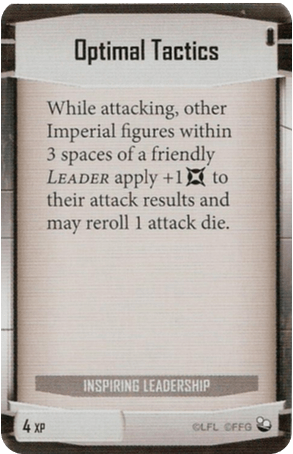 Optimal Tactics
While attacking, other
Imperial figures within
3 spaces of a friendly
LEADER apply +1 to
their attack results and
may reroll 1 attack die.
INSPIRING LEADERSHIP
4 XP
©LFL ©FFG